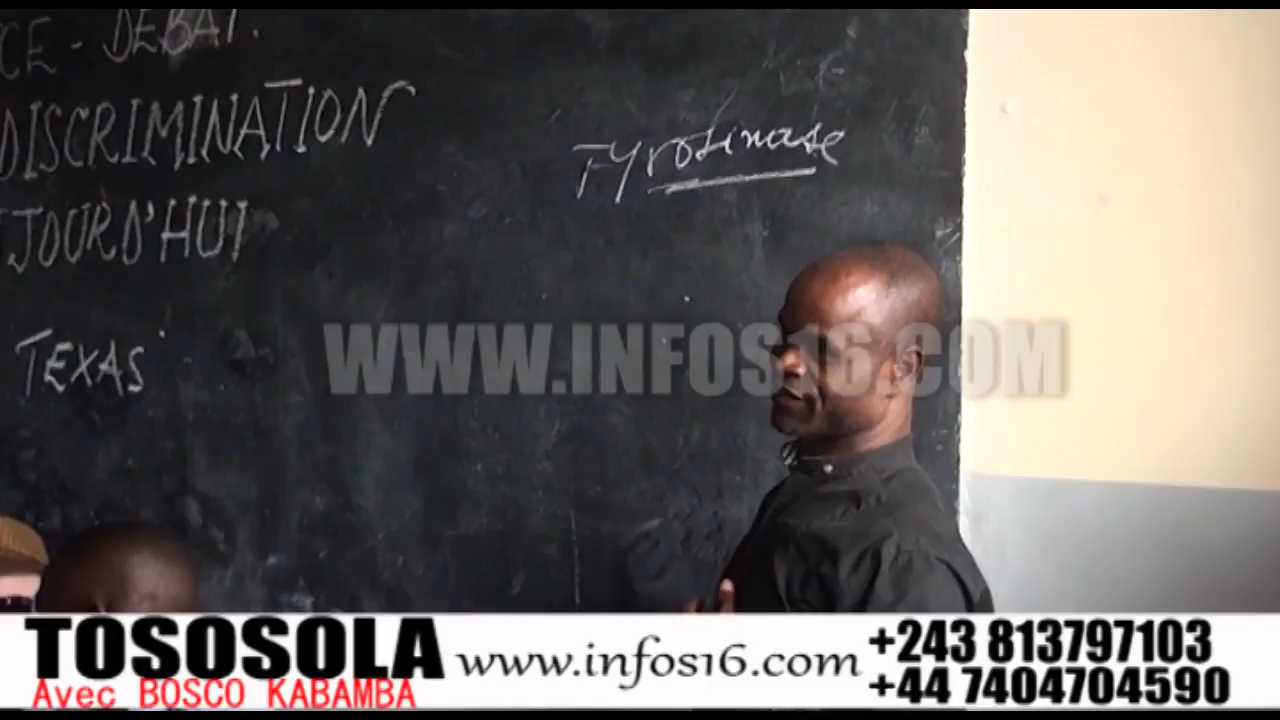 CE - DEBAT.
DISCRIMINATION
JOURD'HUI
Tyrosinase
TEXAS
WWW.INFOS16.COM
TOSOSOLA
Avec BOSCO KABAMBA
www.infos16.com
+243 813797103
+44 7404704590